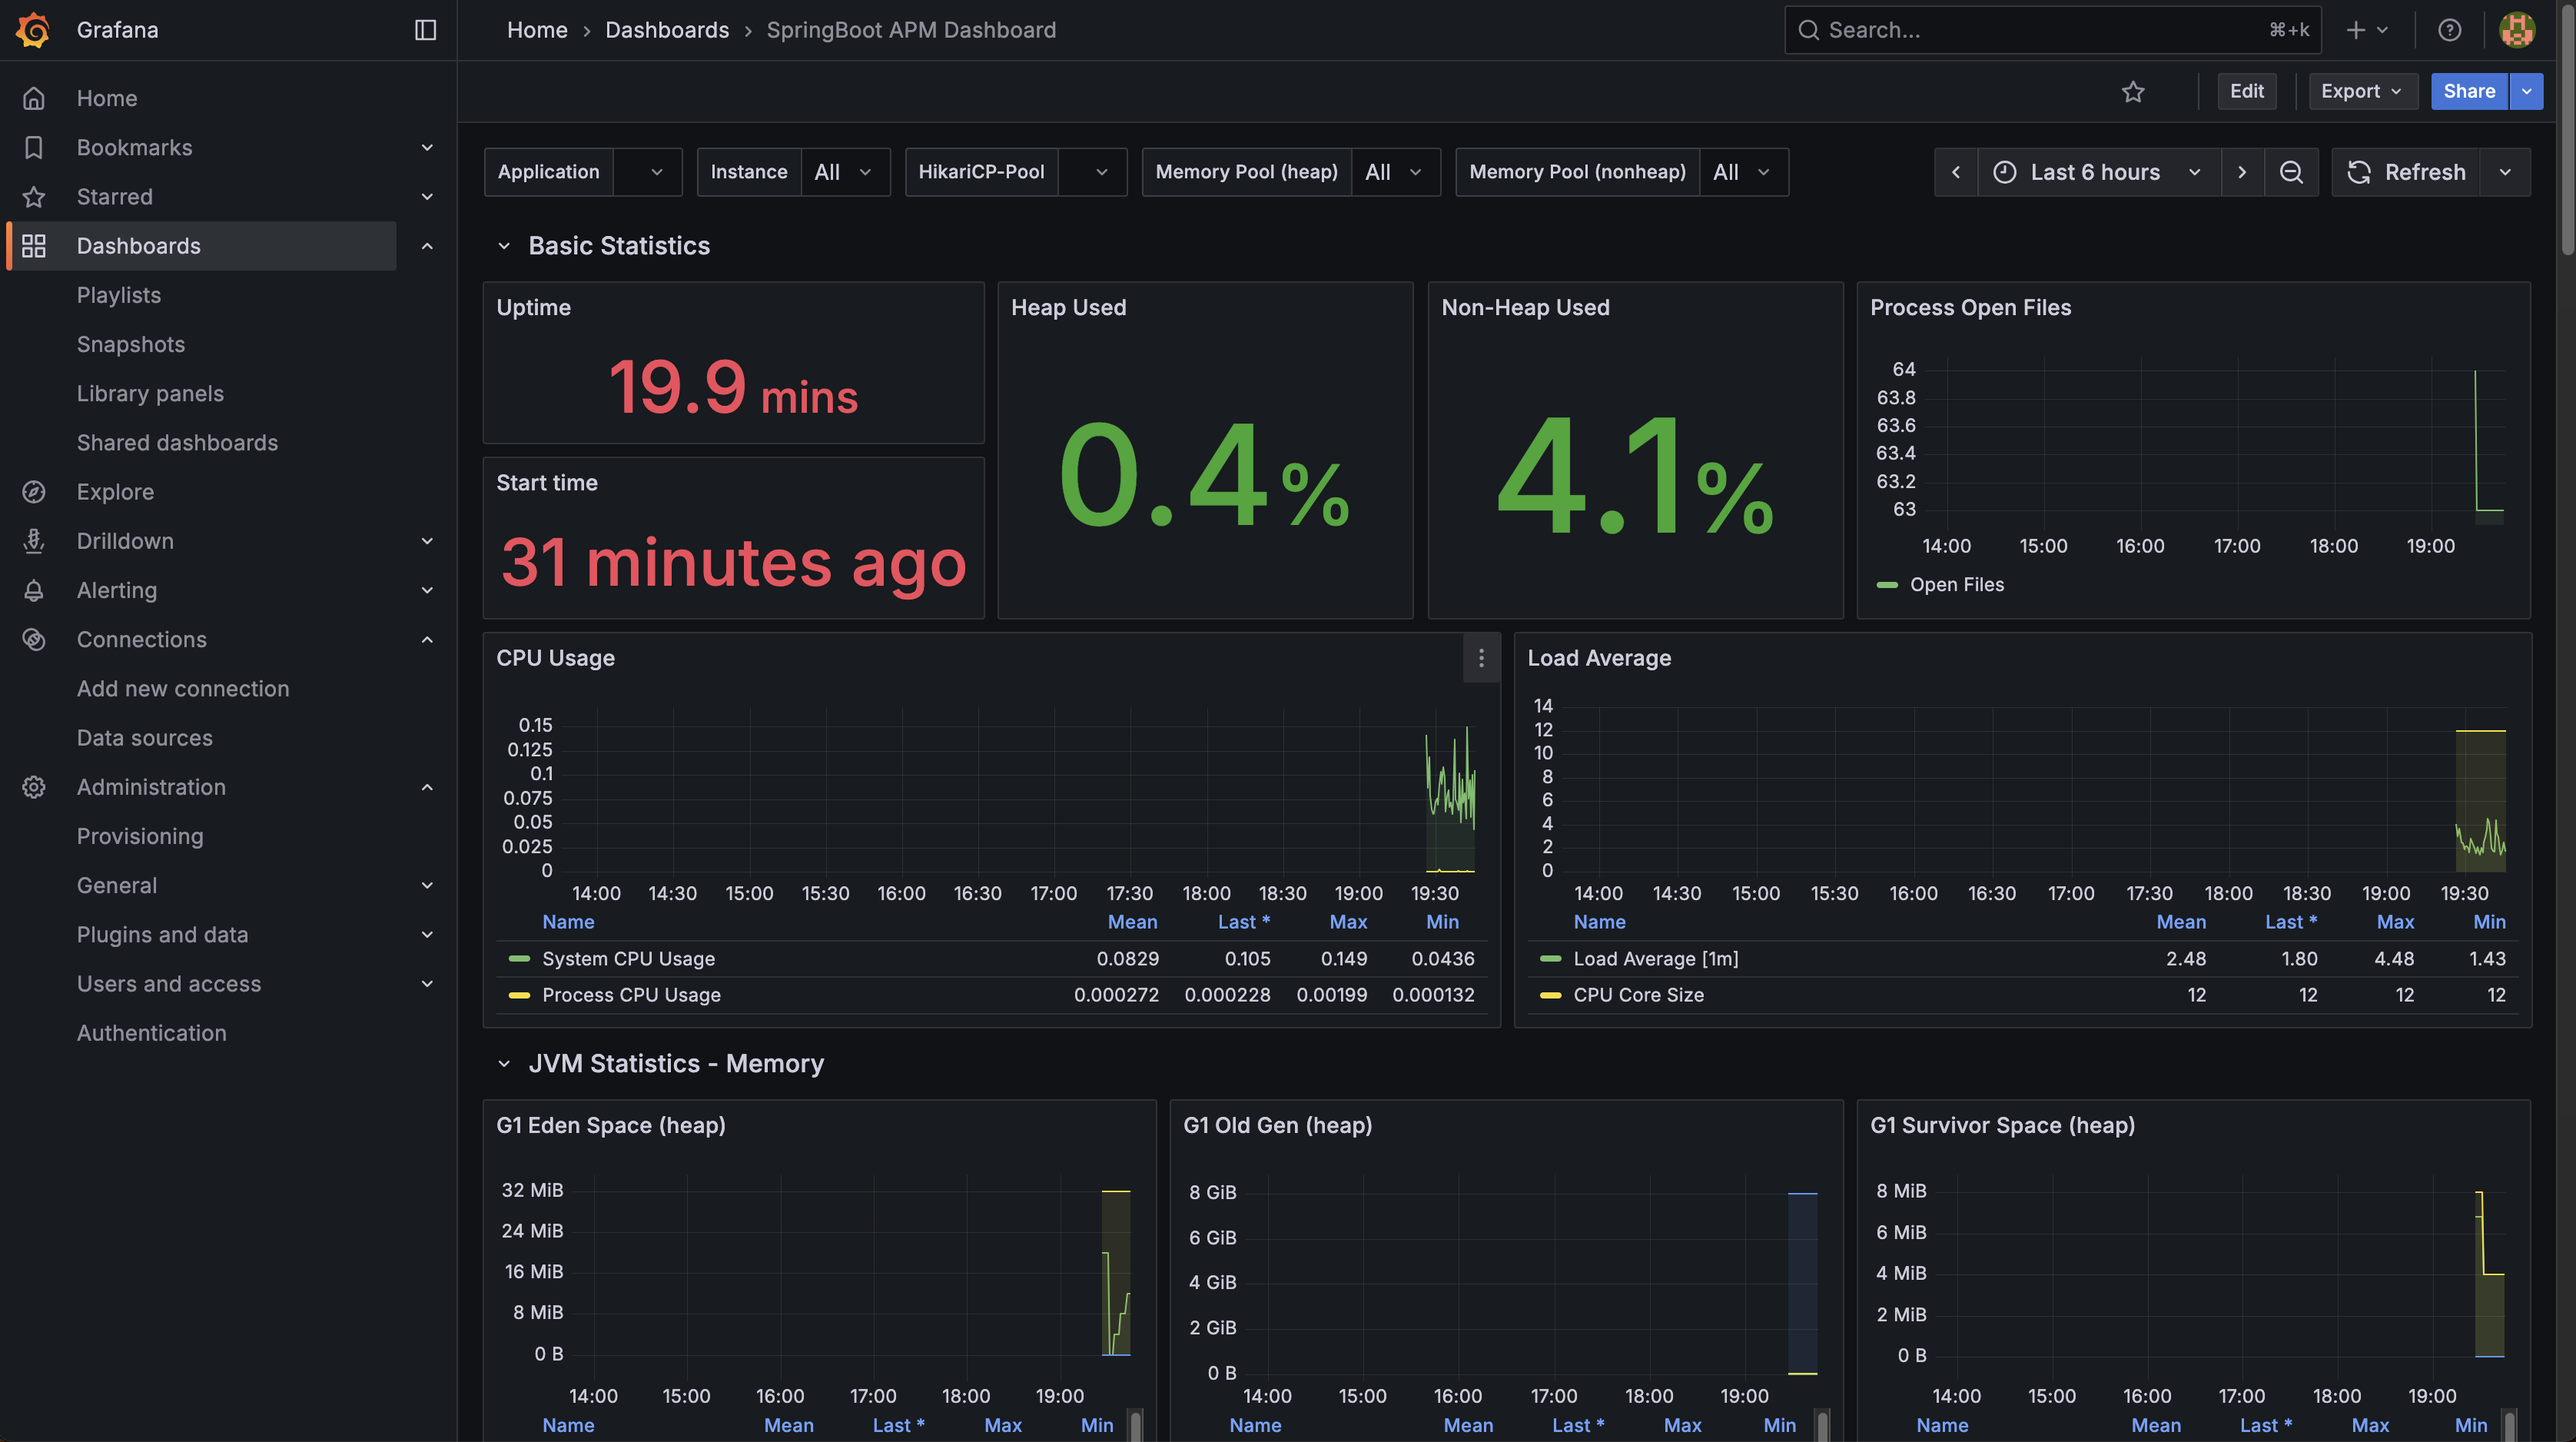 Grafana
Home › Dashboards › SpringBoot APM Dashboard
Search...
⌘+k
Edit
Export
Share
Home
Bookmarks
Starred
Dashboards
Playlists
Snapshots
Library panels
Shared dashboards
Explore
Drilldown
Alerting
Connections
Add new connection
Data sources
Administration
Provisioning
General
Plugins and data
Users and access
Authentication
Application
Instance All
HikariCP-Pool
Memory Pool (heap) All
Memory Pool (nonheap) All
Last 6 hours
Refresh
Basic Statistics
Uptime
19.9 mins
Start time
31 minutes ago
Heap Used
0.4%
Non-Heap Used
4.1%
Process Open Files
64
63.8
63.6
63.4
63.2
63
14:00 15:00 16:00 17:00 18:00 19:00
Open Files
CPU Usage
0.15
0.125
0.1
0.075
0.05
0.025
0
14:00 14:30 15:00 15:30 16:00 16:30 17:00 17:30 18:00 18:30 19:00 19:30
Name Mean Last * Max Min
System CPU Usage 0.0829 0.105 0.149 0.0436
Process CPU Usage 0.000272 0.000228 0.00199 0.000132
Load Average
14
12
10
8
6
4
2
0
14:00 14:30 15:00 15:30 16:00 16:30 17:00 17:30 18:00 18:30 19:00 19:30
Name Mean Last * Max Min
Load Average [1m] 2.48 1.80 4.48 1.43
CPU Core Size 12 12 12 12
JVM Statistics - Memory
G1 Eden Space (heap)
32 MiB
24 MiB
16 MiB
8 MiB
0 B
14:00 15:00 16:00 17:00 18:00 19:00
Name Mean Last * Max Min
G1 Old Gen (heap)
8 GiB
6 GiB
4 GiB
2 GiB
0 B
14:00 15:00 16:00 17:00 18:00 19:00
Name Mean Last * Max Min
G1 Survivor Space (heap)
8 MiB
6 MiB
4 MiB
2 MiB
0 B
14:00 15:00 16:00 17:00 18:00 19:00
Name Mean Last * Max Min